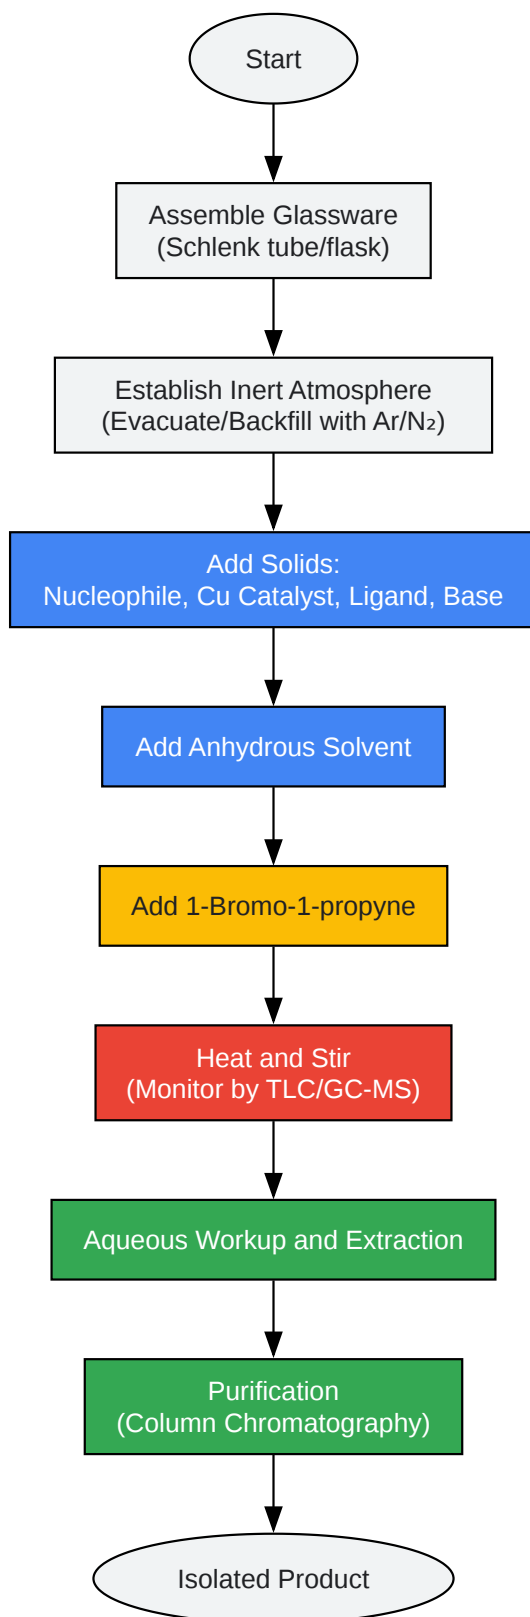 Start
Assemble Glassware
(Schlenk tube/flask)
Establish Inert Atmosphere
(Evacuate/Backfill with Ar/N₂)
Add Solids:
Nucleophile, Cu Catalyst, Ligand, Base
Add Anhydrous Solvent
Add 1-Bromo-1-propyne
Heat and Stir
(Monitor by TLC/GC-MS)
Aqueous Workup and Extraction
Purification
(Column Chromatography)
Isolated Product